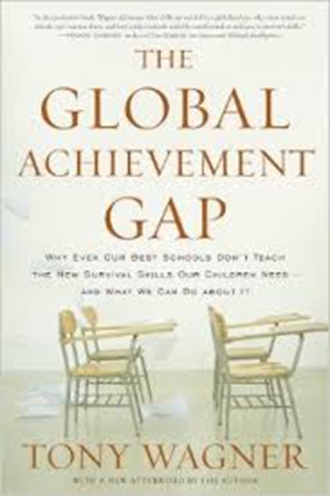 THE
GLOBAL
ACHIEVEMENT
GAP
WHY EVEN OUR BEST SCHOOLS DON'T TEACH
THE NEW SURVIVAL SKILLS OUR CHILDREN NEED—
AND WHAT WE CAN DO ABOUT IT
TONY WAGNER
WITH A NEW AFTERWORD BY THE AUTHOR